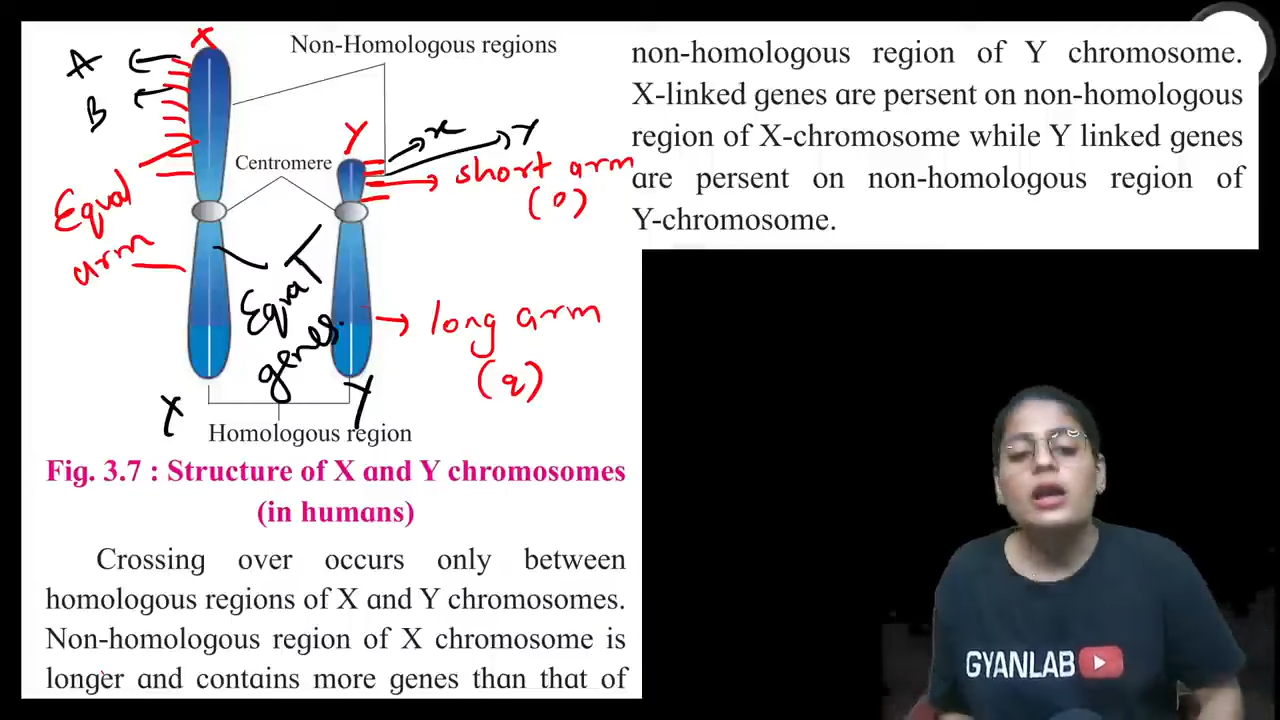 X
Non-Homologous regions
A
B
Y
x
Y
Centromere
short arm
(p)
Equal
arm
Equal
genes.
long arm
(q)
X
Y
Homologous region
Fig. 3.7 : Structure of X and Y chromosomes
(in humans)
Crossing over occurs only between
homologous regions of X and Y chromosomes.
Non-homologous region of X chromosome is
longer and contains more genes than that of
non-homologous region of Y chromosome.
X-linked genes are persent on non-homologous
region of X-chromosome while Y linked genes
are persent on non-homologous region of
Y-chromosome.
GYANLAB